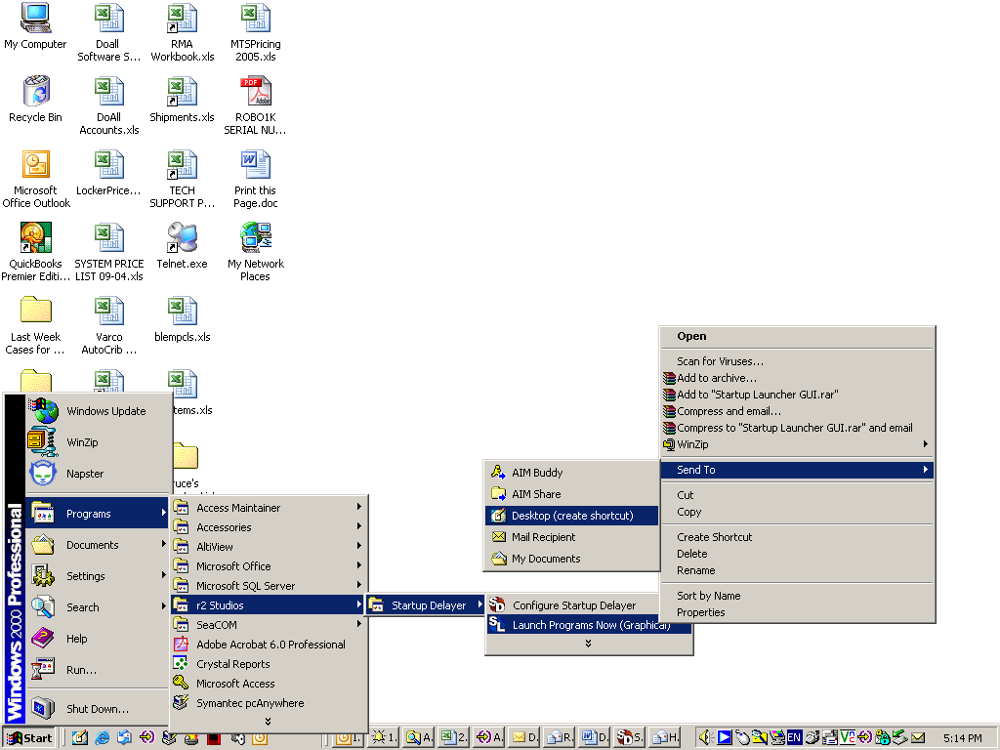 My Computer
Doall
Software S...
RMA
Workbook.xls
MTSPricing
2005.xls
Recycle Bin
DoAll
Accounts.xls
Shipments.xls
PDF
Adobe
ROBO1K
SERIAL NU...
Microsoft
Office Outlook
LockerPrice...
TECH
SUPPORT P...
Print this
Page.doc
QuickBooks
Premier Editi...
SYSTEM PRICE
LIST 09-04.xls
Telnet.exe
My Network
Places
Last Week
Cases for ...
Varco
AutoCrib ...
blempcls.xls
tems.xls
ruce's
Windows 2000 Professional
Windows Update
WinZip
Napster
Programs
Documents
Settings
Search
Help
Run...
Shut Down...
Access Maintainer
Accessories
AltiView
Microsoft Office
Microsoft SQL Server
r2 Studios
SeaCOM
Adobe Acrobat 6.0 Professional
Crystal Reports
Microsoft Access
Symantec pcAnywhere
Startup Delayer
Configure Startup Delayer
Launch Programs Now (Graphical)
AIM Buddy
AIM Share
Desktop (create shortcut)
Mail Recipient
My Documents
Open
Scan for Viruses...
Add to archive...
Add to "Startup Launcher GUI.rar"
Compress and email...
Compress to "Startup Launcher GUI.rar" and email
WinZip
Send To
Cut
Copy
Create Shortcut
Delete
Rename
Sort by Name
Properties
Start
1.
1.
A.
2.
A.
D.
R.
D.
S.
H.
EN
5:14 PM